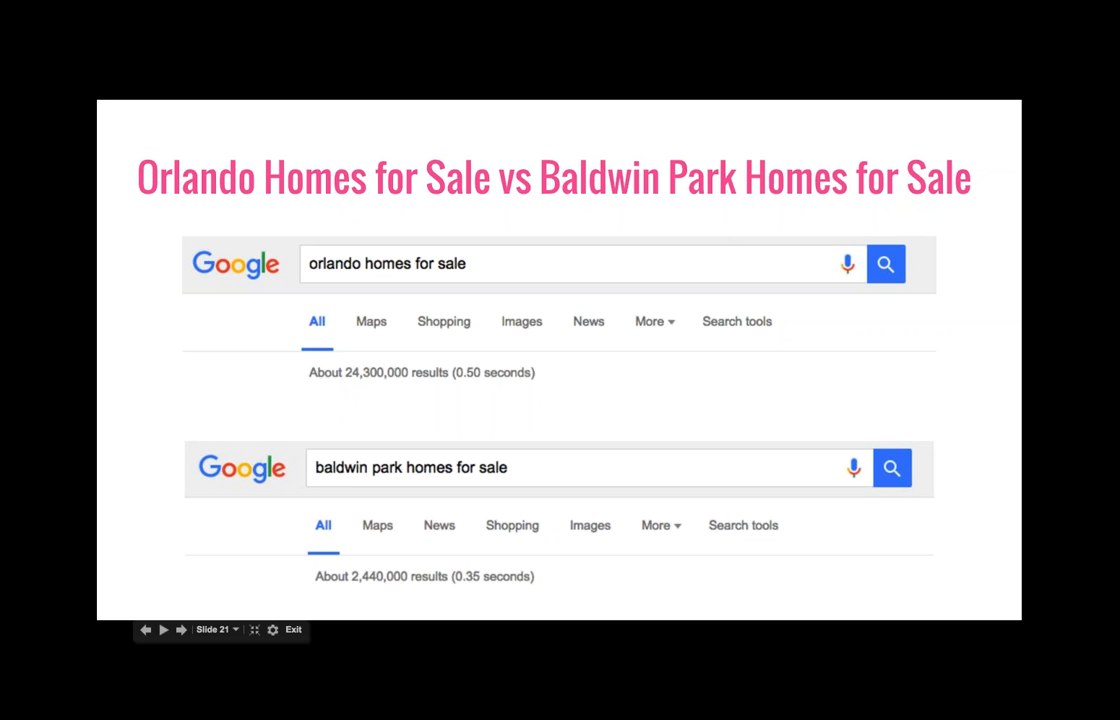 Orlando Homes for Sale vs Baldwin Park Homes for Sale
Google orlando homes for sale
All Maps Shopping Images News More Search tools
About 24,300,000 results (0.50 seconds)
Google baldwin park homes for sale
All Maps News Shopping Images More Search tools
About 2,440,000 results (0.35 seconds)
Slide 21 Exit